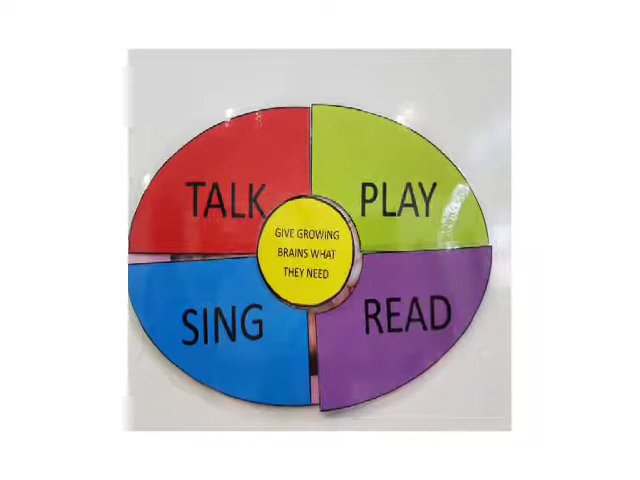 TALK
PLAY
GIVE GROWING
BRAINS WHAT
THEY NEED
SING
READ